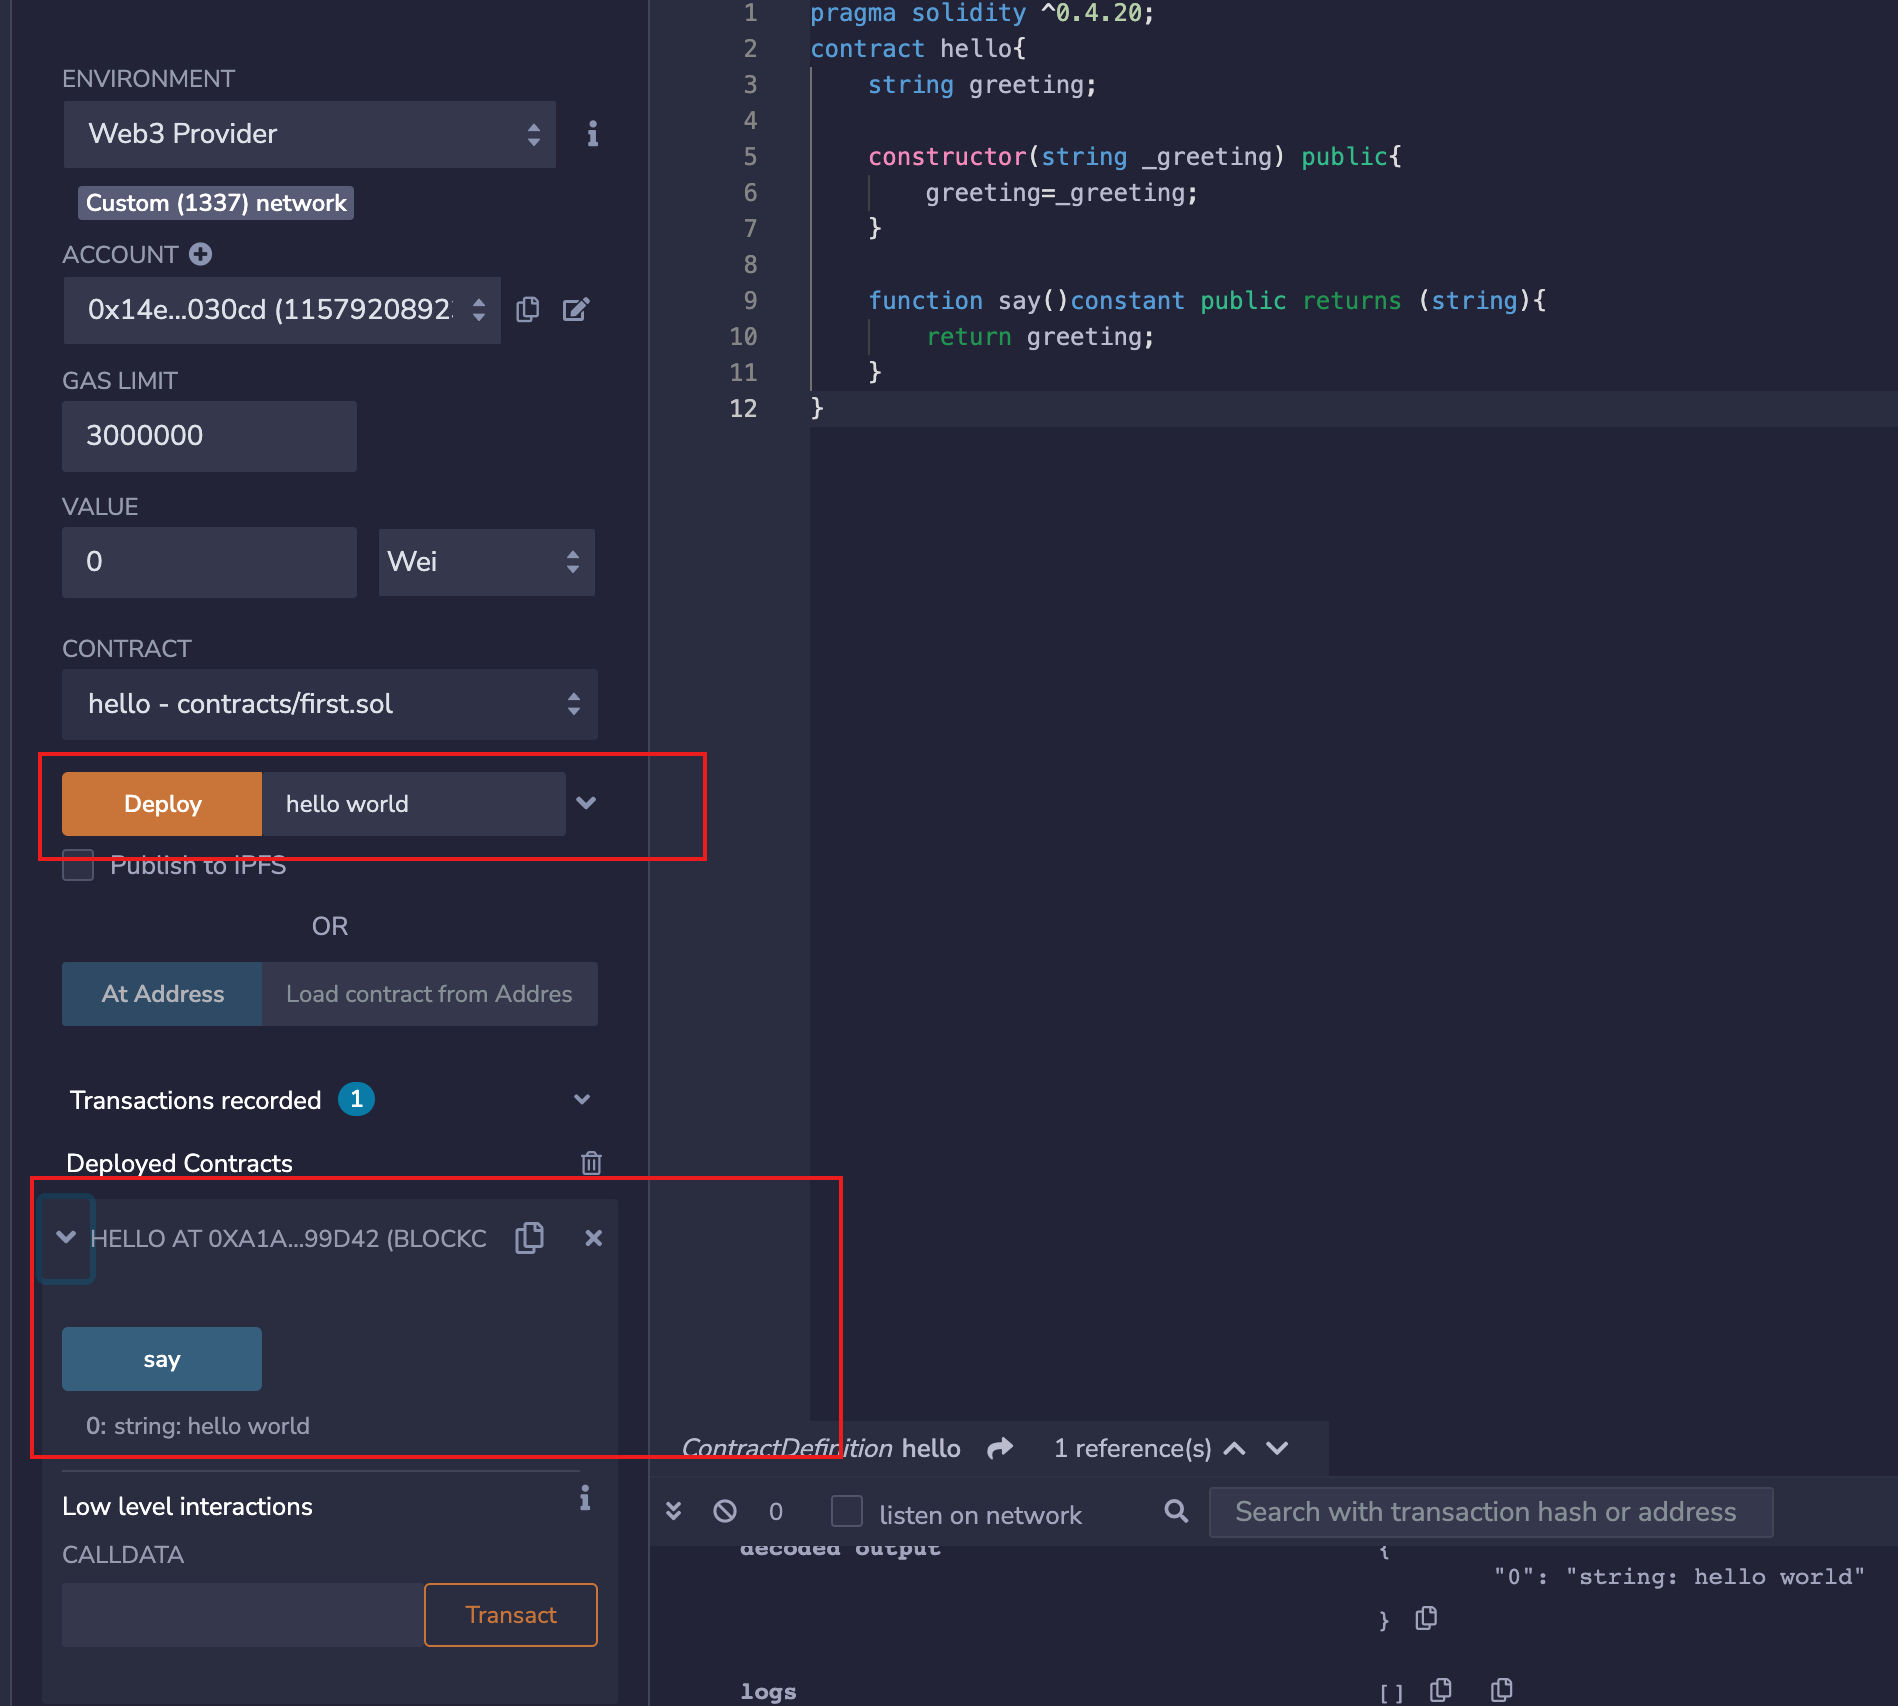 ENVIRONMENT
Web3 Provider
Custom (1337) network
ACCOUNT
0x14e...030cd (11579208923
GAS LIMIT
3000000
VALUE
0
Wei
CONTRACT
hello - contracts/first.sol
Deploy
hello world
Publish to IPFS
OR
At Address
Load contract from Addres
Transactions recorded 1
Deployed Contracts
HELLO AT 0XA1A...99D42 (BLOCKC
say
0: string: hello world
Low level interactions
CALLDATA
Transact
1 pragma solidity ^0.4.20;
2 contract hello{
3 string greeting;
4
5 constructor(string _greeting) public{
6 greeting=_greeting;
7 }
8
9 function say()constant public returns (string){
10 return greeting;
11 }
12 }
ContractDefinition hello 1 reference(s)
0 listen on network Search with transaction hash or address
decoded output {
"0": "string: hello world"
}
logs []